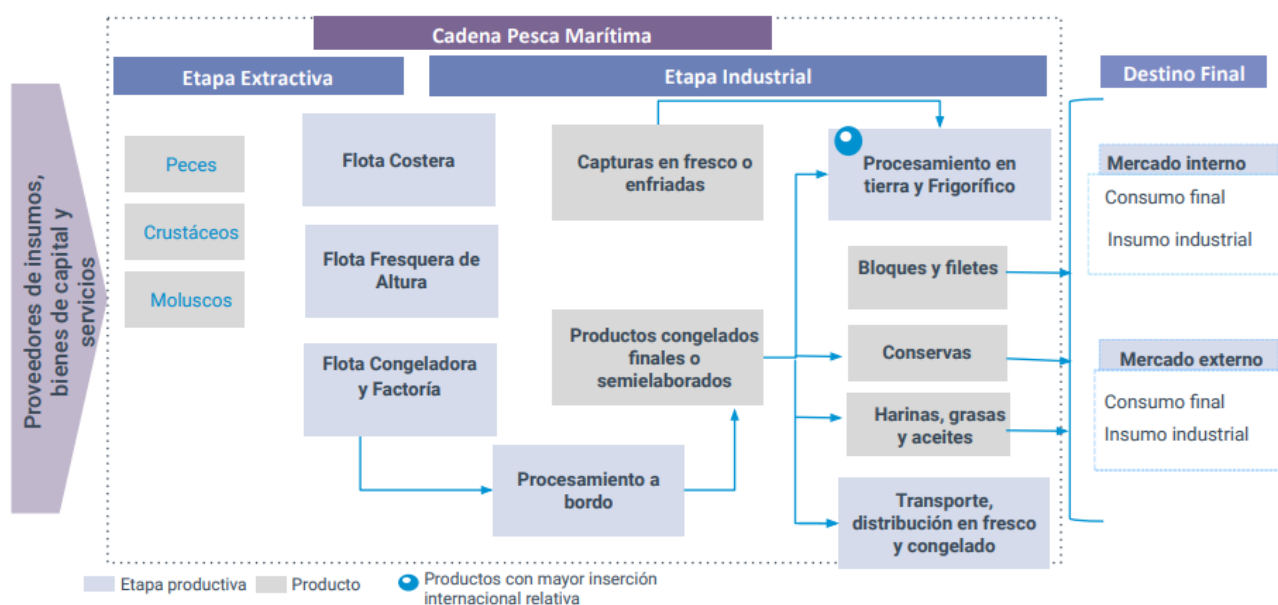 Cadena Pesca Marítima
Etapa Extractiva
Etapa Industrial
Destino Final
Proveedores de insumos,
bienes de capital y
servicios
Peces
Crustáceos
Moluscos
Flota Costera
Flota Fresquera de
Altura
Flota Congeladora
y Factoría
Procesamiento a
bordo
Capturas en fresco o
enfriadas
Productos congelados
finales o
semielaborados
Procesamiento en
tierra y Frigorífico
Bloques y filetes
Conservas
Harinas, grasas
y aceites
Transporte,
distribución en fresco
y congelado
Mercado interno
Consumo final
Insumo industrial
Mercado externo
Consumo final
Insumo industrial
Etapa productiva
Producto
Productos con mayor inserción
internacional relativa